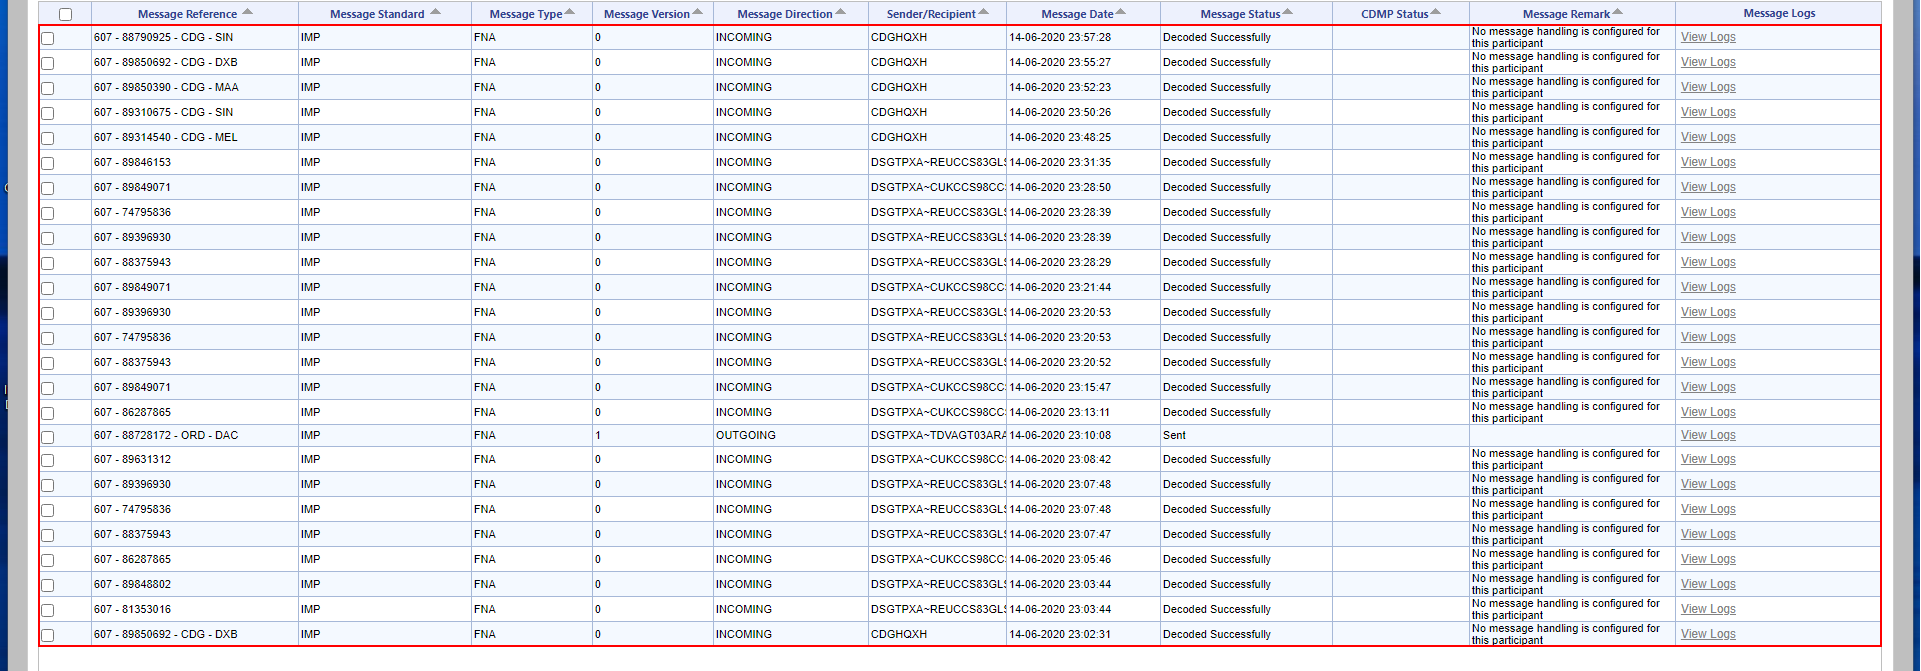 Message Reference Message Standard Message Type Message Version Message Direction Sender/Recipient Message Date Message Status CDMP Status Message Remark Message Logs
607 - 88790925 - CDG - SIN IMP FNA 0 INCOMING CDGHQXH 14-06-2020 23:57:28 Decoded Successfully No message handling is configured for this participant View Logs
607 - 89850692 - CDG - DXB IMP FNA 0 INCOMING CDGHQXH 14-06-2020 23:55:27 Decoded Successfully No message handling is configured for this participant View Logs
607 - 89850390 - CDG - MAA IMP FNA 0 INCOMING CDGHQXH 14-06-2020 23:52:23 Decoded Successfully No message handling is configured for this participant View Logs
607 - 89310675 - CDG - SIN IMP FNA 0 INCOMING CDGHQXH 14-06-2020 23:50:26 Decoded Successfully No message handling is configured for this participant View Logs
607 - 89314540 - CDG - MEL IMP FNA 0 INCOMING CDGHQXH 14-06-2020 23:48:25 Decoded Successfully No message handling is configured for this participant View Logs
607 - 89846153 IMP FNA 0 INCOMING DSGTPXA~REUCCS83GLS 14-06-2020 23:31:35 Decoded Successfully No message handling is configured for this participant View Logs
607 - 89849071 IMP FNA 0 INCOMING DSGTPXA~CUKCCS98CC 14-06-2020 23:28:50 Decoded Successfully No message handling is configured for this participant View Logs
607 - 74795836 IMP FNA 0 INCOMING DSGTPXA~REUCCS83GLS 14-06-2020 23:28:39 Decoded Successfully No message handling is configured for this participant View Logs
607 - 89396930 IMP FNA 0 INCOMING DSGTPXA~REUCCS83GLS 14-06-2020 23:28:39 Decoded Successfully No message handling is configured for this participant View Logs
607 - 88375943 IMP FNA 0 INCOMING DSGTPXA~REUCCS83GLS 14-06-2020 23:28:29 Decoded Successfully No message handling is configured for this participant View Logs
607 - 89849071 IMP FNA 0 INCOMING DSGTPXA~CUKCCS98CC 14-06-2020 23:21:44 Decoded Successfully No message handling is configured for this participant View Logs
607 - 89396930 IMP FNA 0 INCOMING DSGTPXA~REUCCS83GLS 14-06-2020 23:20:53 Decoded Successfully No message handling is configured for this participant View Logs
607 - 74795836 IMP FNA 0 INCOMING DSGTPXA~REUCCS83GLS 14-06-2020 23:20:53 Decoded Successfully No message handling is configured for this participant View Logs
607 - 88375943 IMP FNA 0 INCOMING DSGTPXA~REUCCS83GLS 14-06-2020 23:20:52 Decoded Successfully No message handling is configured for this participant View Logs
607 - 89849071 IMP FNA 0 INCOMING DSGTPXA~CUKCCS98CC 14-06-2020 23:15:47 Decoded Successfully No message handling is configured for this participant View Logs
607 - 86287865 IMP FNA 0 INCOMING DSGTPXA~CUKCCS98CC 14-06-2020 23:13:11 Decoded Successfully No message handling is configured for this participant View Logs
607 - 88728172 - ORD - DAC IMP FNA 1 OUTGOING DSGTPXA~TDVAGT03ARA 14-06-2020 23:10:08 Sent View Logs
607 - 89631312 IMP FNA 0 INCOMING DSGTPXA~CUKCCS98CC 14-06-2020 23:08:42 Decoded Successfully No message handling is configured for this participant View Logs
607 - 89396930 IMP FNA 0 INCOMING DSGTPXA~REUCCS83GLS 14-06-2020 23:07:48 Decoded Successfully No message handling is configured for this participant View Logs
607 - 74795836 IMP FNA 0 INCOMING DSGTPXA~REUCCS83GLS 14-06-2020 23:07:48 Decoded Successfully No message handling is configured for this participant View Logs
607 - 88375943 IMP FNA 0 INCOMING DSGTPXA~REUCCS83GLS 14-06-2020 23:07:47 Decoded Successfully No message handling is configured for this participant View Logs
607 - 86287865 IMP FNA 0 INCOMING DSGTPXA~CUKCCS98CC 14-06-2020 23:05:46 Decoded Successfully No message handling is configured for this participant View Logs
607 - 89848802 IMP FNA 0 INCOMING DSGTPXA~REUCCS83GLS 14-06-2020 23:03:44 Decoded Successfully No message handling is configured for this participant View Logs
607 - 81353016 IMP FNA 0 INCOMING DSGTPXA~REUCCS83GLS 14-06-2020 23:03:44 Decoded Successfully No message handling is configured for this participant View Logs
607 - 89850692 - CDG - DXB IMP FNA 0 INCOMING CDGHQXH 14-06-2020 23:02:31 Decoded Successfully No message handling is configured for this participant View Logs